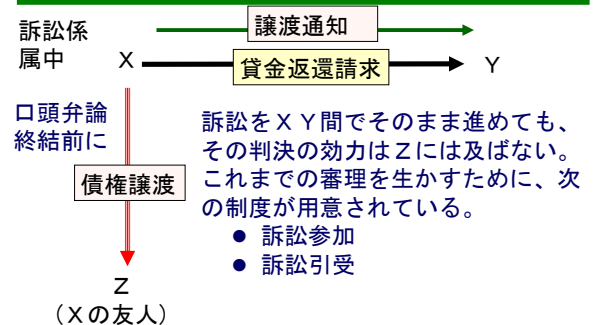 訴訟係
属中
譲渡通知
X
貸金返還請求
Y
口頭弁論
終結前に
債権譲渡
Z
(Xの友人)
訴訟をXY間でそのまま進めても、
その判決の効力はZには及ばない。
これまでの審理を生かすために、次
の制度が用意されている。
● 訴訟参加
● 訴訟引受